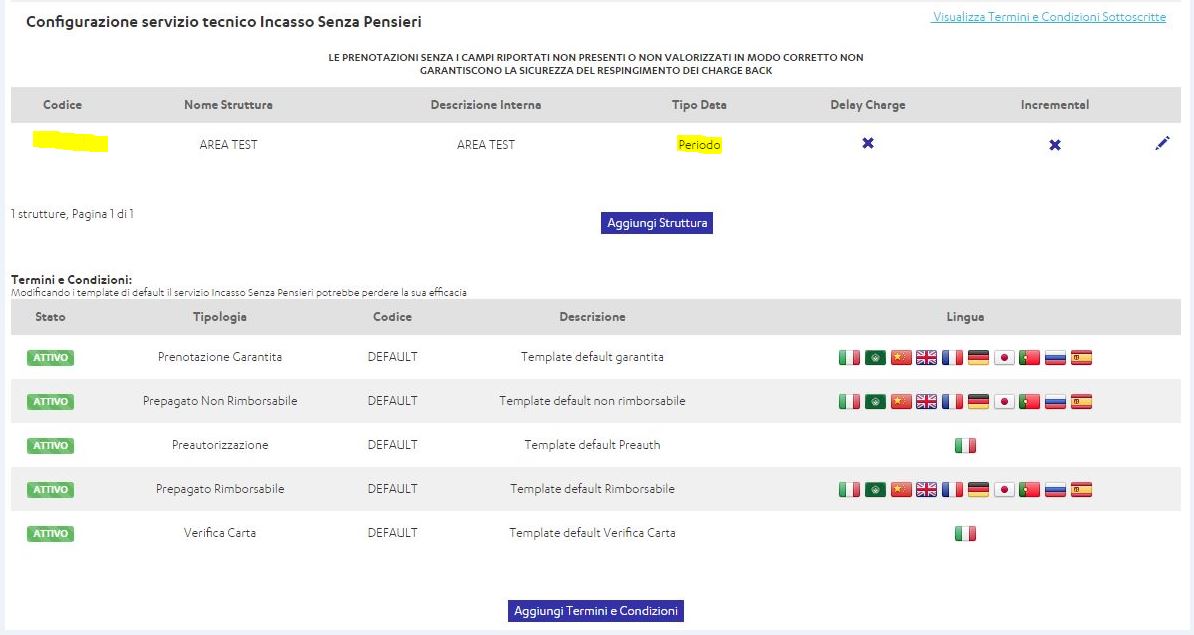 Configurazione servizio tecnico Incasso Senza Pensieri
Visualizza Termini e Condizioni Sottoscritte
LE PRENOTAZIONI SENZA I CAMPI RIPORTATI NON PRESENTI O NON VALORIZZATI IN MODO CORRETTO NON
GARANTISCONO LA SICUREZZA DEL RESPINGIMENTO DEI CHARGE BACK
Codice Nome Struttura Descrizione Interna Tipo Data Delay Charge Incremental
AREA TEST AREA TEST Periodo
1 strutture, Pagina 1 di 1
Aggiungi Struttura
Termini e Condizioni:
Modificando i template di default il servizio Incasso Senza Pensieri potrebbe perdere la sua efficacia
Stato Tipologia Codice Descrizione Lingua
ATTIVO Prenotazione Garantita DEFAULT Template default garantita
ATTIVO Prepagato Non Rimborsabile DEFAULT Template default non rimborsabile
ATTIVO Preautorizzazione DEFAULT Template default Preauth
ATTIVO Prepagato Rimborsabile DEFAULT Template default Rimborsabile
ATTIVO Verifica Carta DEFAULT Template default Verifica Carta
Aggiungi Termini e Condizioni